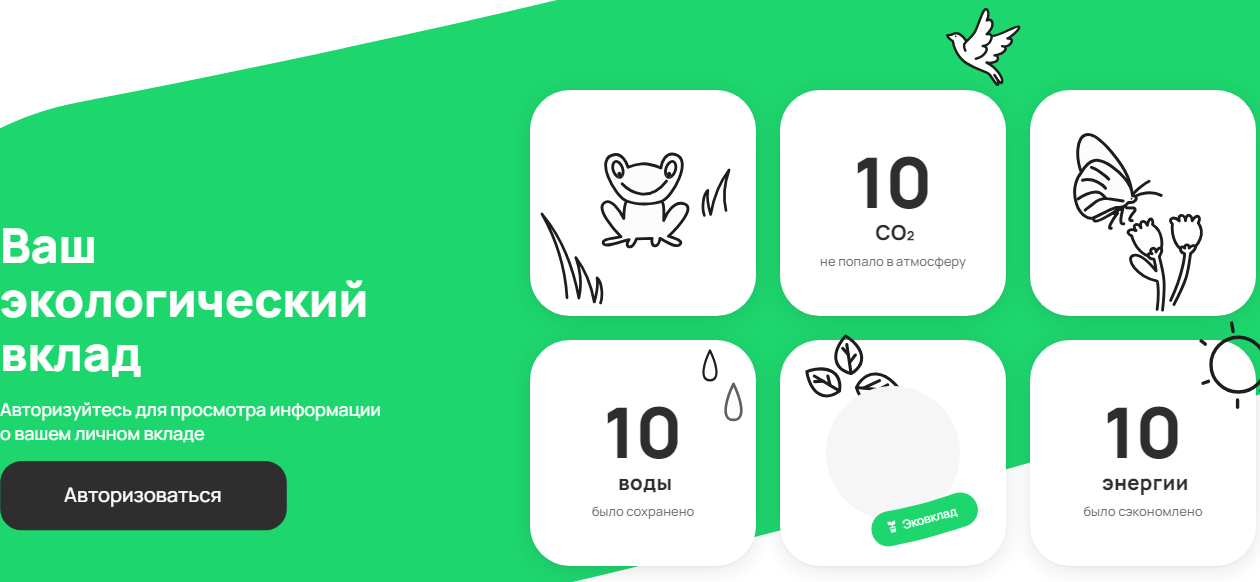 Ваш
экологический
вклад
Авторизуйтесь для просмотра информации
о вашем личном вкладе
Авторизоваться
10
CO₂
не попало в атмосферу
10
воды
было сохранено
Эковклад
10
энергии
было сэкономлено